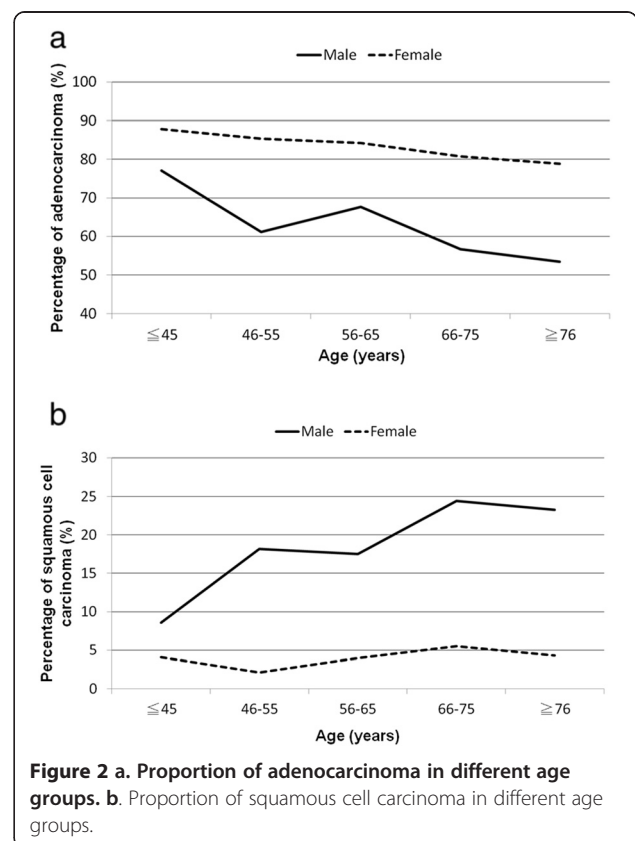 a
Male Female
Percentage of adenocarcinoma (%)
100
90
80
70
60
50
40
≦45 46-55 56-65 66-75 ≧76
Age (years)
b
Male Female
Percentage of squamous cell
carcinoma (%)
30
25
20
15
10
5
0
≦45 46-55 56-65 66-75 ≧76
Age (years)
Figure 2 a. Proportion of adenocarcinoma in different age
groups. b. Proportion of squamous cell carcinoma in different age
groups.